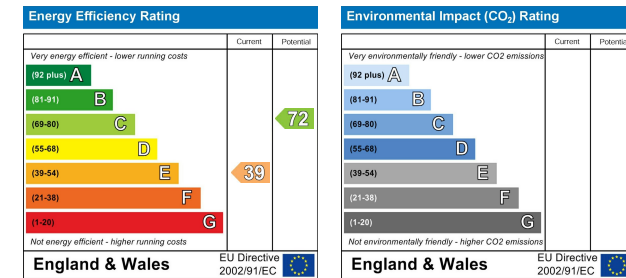 Energy Efficiency Rating
Current Potential
Very energy efficient - lower running costs
(92 plus) A
(81-91) B
(69-80) C
72
(55-68) D
(39-54) E
39
(21-38) F
(1-20) G
Not energy efficient - higher running costs
England & Wales
EU Directive
2002/91/EC
Environmental Impact (CO2) Rating
Current Potential
Very environmentally friendly - lower CO2 emissions
(92 plus) A
(81-91) B
(69-80) C
(55-68) D
(39-54) E
(21-38) F
(1-20) G
Not environmentally friendly - higher CO2 emissions
England & Wales
EU Directive
2002/91/EC